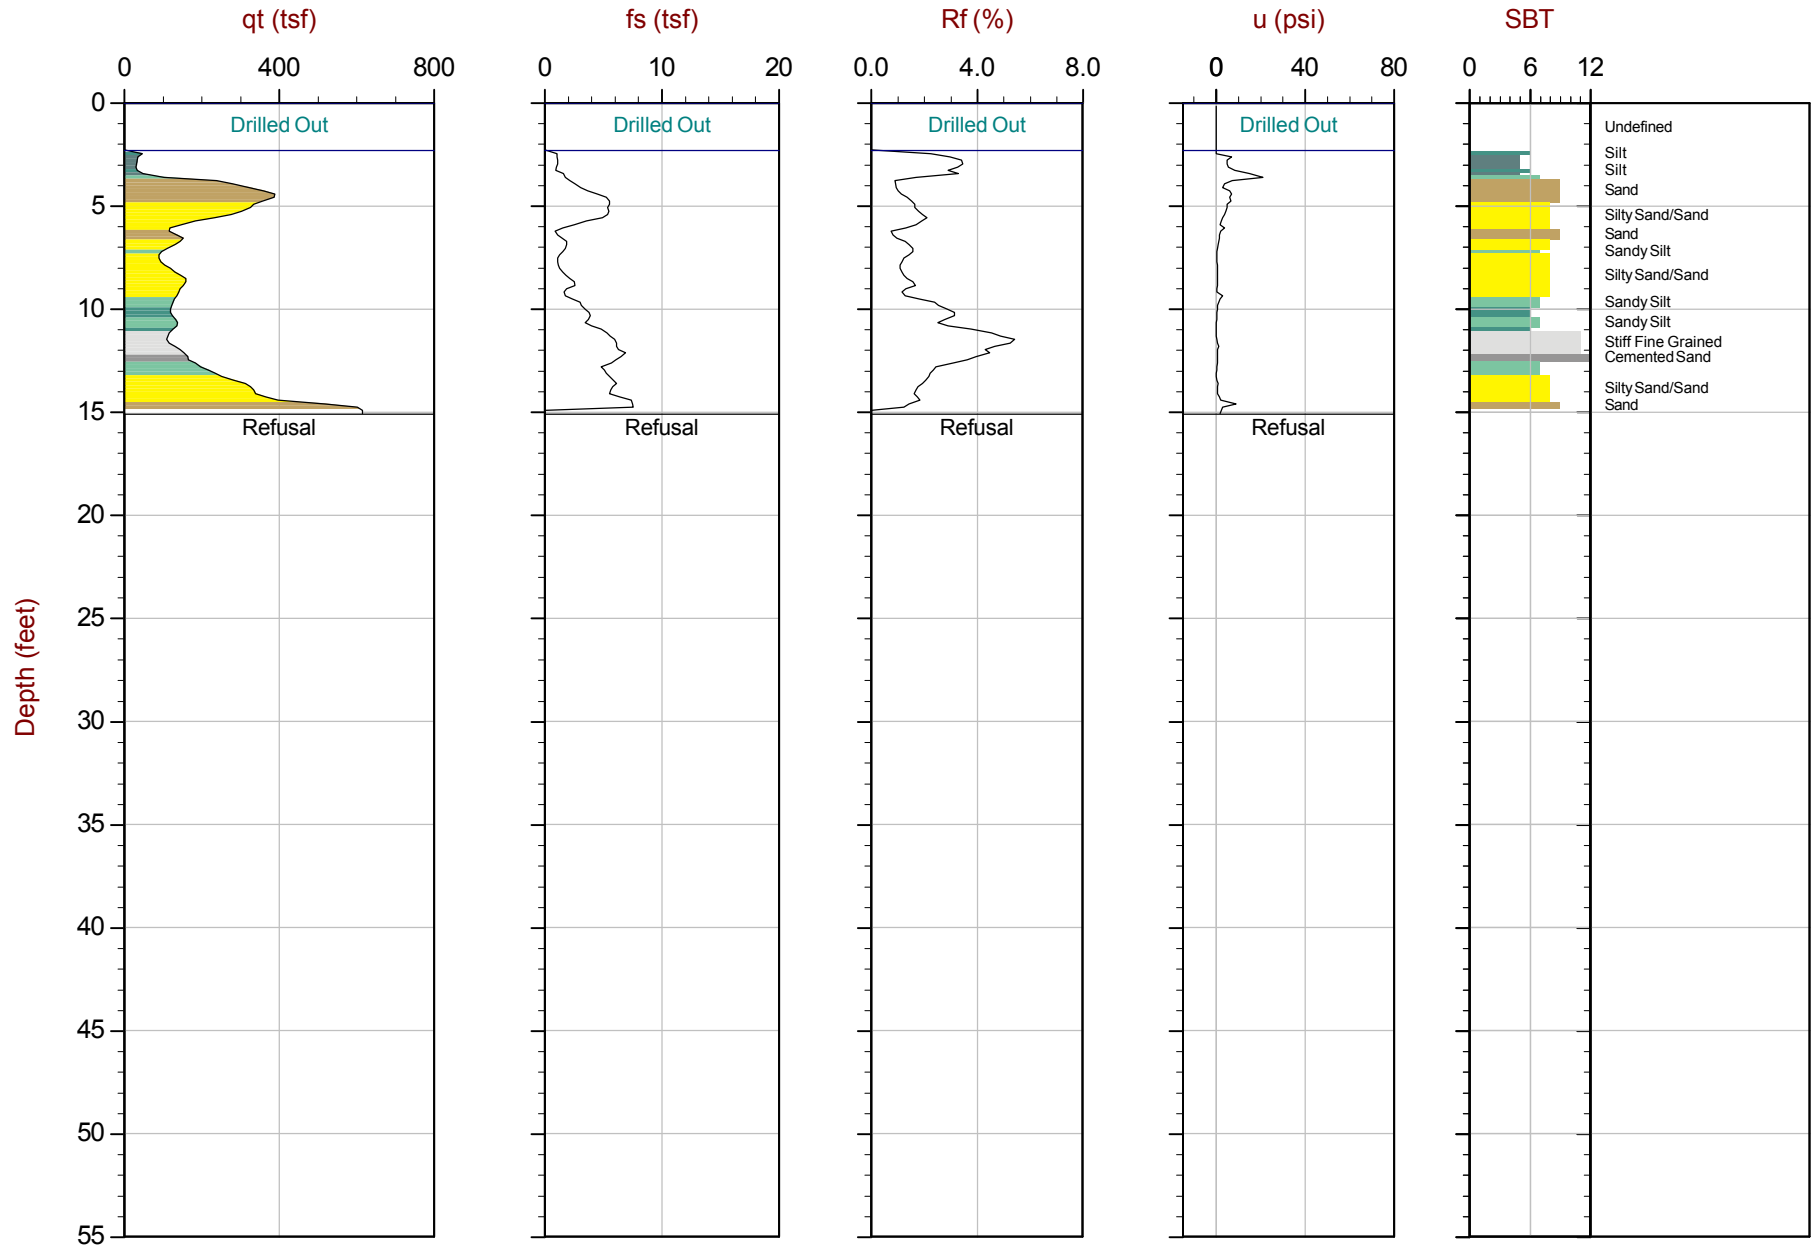 qt (tsf) fs (tsf) Rf (%) u (psi) SBT
0 400 800 0 10 20 0.0 4.0 8.0 0 40 80 0 6 12
0
Drilled Out Drilled Out Drilled Out Drilled Out
Undefined
Silt
Silt
Sand
5
Silty Sand/Sand
Sand
Sandy Silt
Silty Sand/Sand
Sandy Silt
10
Sandy Silt
Stiff Fine Grained
Cemented Sand
Silty Sand/Sand
Sand
15
Refusal Refusal Refusal Refusal
20
25
Depth (feet)
30
35
40
45
50
55